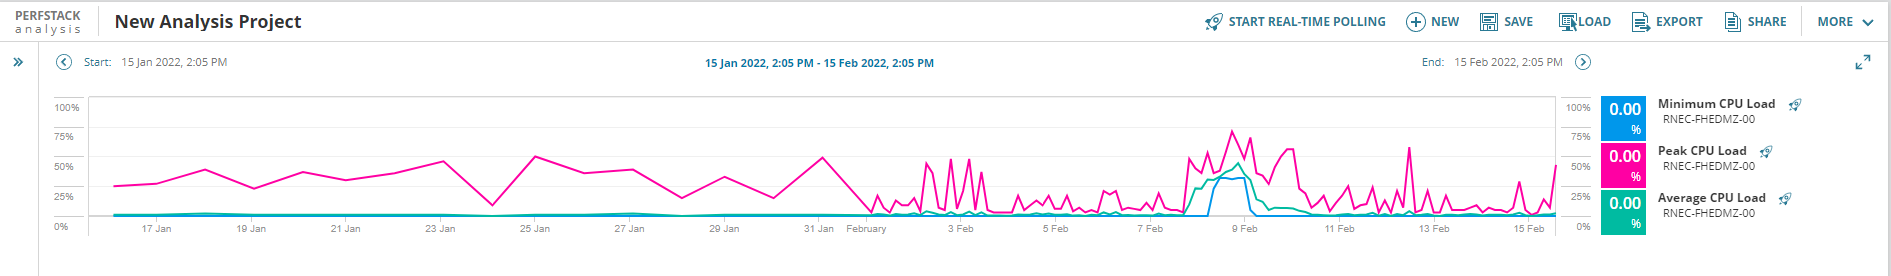 PERFSTACK
analysis
New Analysis Project
START REAL-TIME POLLING
NEW
SAVE
LOAD
EXPORT
SHARE
MORE
Start: 15 Jan 2022, 2:05 PM
15 Jan 2022, 2:05 PM - 15 Feb 2022, 2:05 PM
End: 15 Feb 2022, 2:05 PM
100%
75%
50%
25%
0%
17 Jan
19 Jan
21 Jan
23 Jan
25 Jan
27 Jan
29 Jan
31 Jan
February
3 Feb
5 Feb
7 Feb
9 Feb
11 Feb
13 Feb
15 Feb
100%
75%
50%
25%
0%
0.00
%
Minimum CPU Load
RNEC-FHEDMZ-00
0.00
%
Peak CPU Load
RNEC-FHEDMZ-00
0.00
%
Average CPU Load
RNEC-FHEDMZ-00